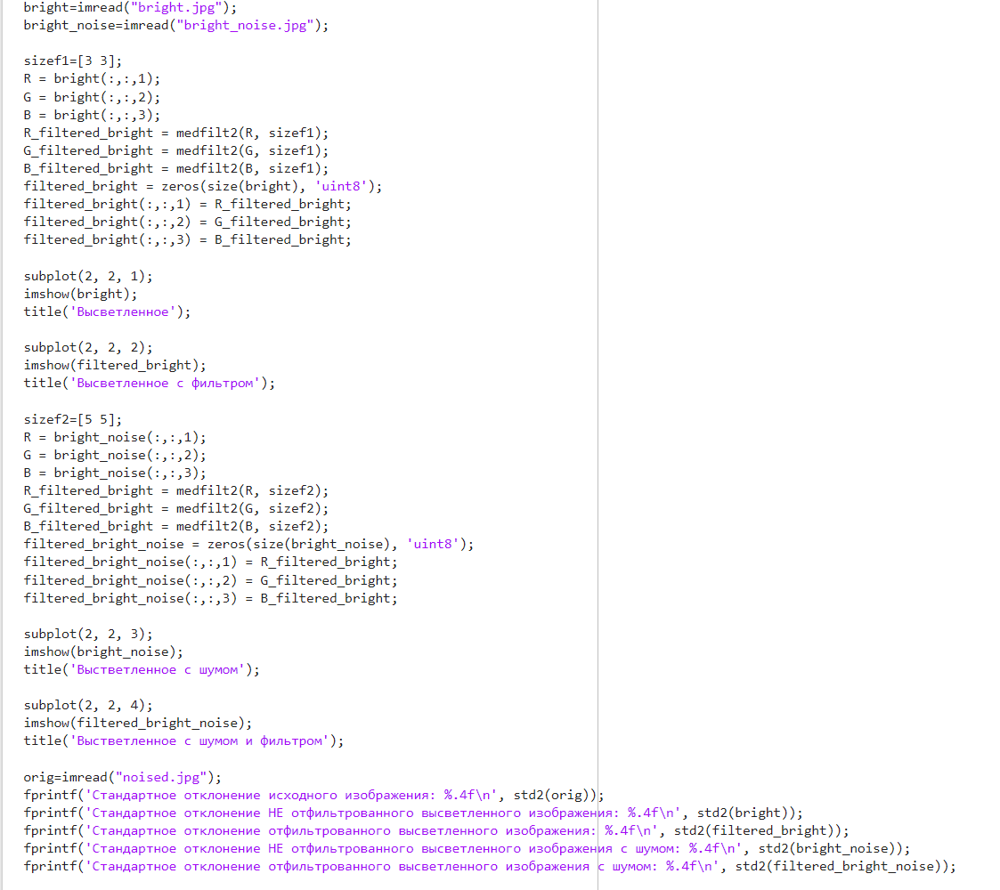 bright=imread("bright.jpg");
bright_noise=imread("bright_noise.jpg");
sizef1=[3 3];
R = bright(:,:,1);
G = bright(:,:,2);
B = bright(:,:,3);
R_filtered_bright = medfilt2(R, sizef1);
G_filtered_bright = medfilt2(G, sizef1);
B_filtered_bright = medfilt2(B, sizef1);
filtered_bright = zeros(size(bright), 'uint8');
filtered_bright(:,:,1) = R_filtered_bright;
filtered_bright(:,:,2) = G_filtered_bright;
filtered_bright(:,:,3) = B_filtered_bright;
subplot(2, 2, 1);
imshow(bright);
title('Высветленное');
subplot(2, 2, 2);
imshow(filtered_bright);
title('Высветленное с фильтром');
sizef2=[5 5];
R = bright_noise(:,:,1);
G = bright_noise(:,:,2);
B = bright_noise(:,:,3);
R_filtered_bright = medfilt2(R, sizef2);
G_filtered_bright = medfilt2(G, sizef2);
B_filtered_bright = medfilt2(B, sizef2);
filtered_bright_noise = zeros(size(bright_noise), 'uint8');
filtered_bright_noise(:,:,1) = R_filtered_bright;
filtered_bright_noise(:,:,2) = G_filtered_bright;
filtered_bright_noise(:,:,3) = B_filtered_bright;
subplot(2, 2, 3);
imshow(bright_noise);
title('Выстветленное с шумом');
subplot(2, 2, 4);
imshow(filtered_bright_noise);
title('Выстветленное с шумом и фильтром');
orig=imread("noised.jpg");
fprintf('Стандартное отклонение исходного изображения: %.4f\n', std2(orig));
fprintf('Стандартное отклонение НЕ отфильтрованного высветленного изображения: %.4f\n', std2(bright));
fprintf('Стандартное отклонение отфильтрованного высветленного изображения: %.4f\n', std2(filtered_bright));
fprintf('Стандартное отклонение НЕ отфильтрованного высветленного изображения с шумом: %.4f\n', std2(bright_noise));
fprintf('Стандартное отклонение отфильтрованного высветленного изображения с шумом: %.4f\n', std2(filtered_bright_noise));